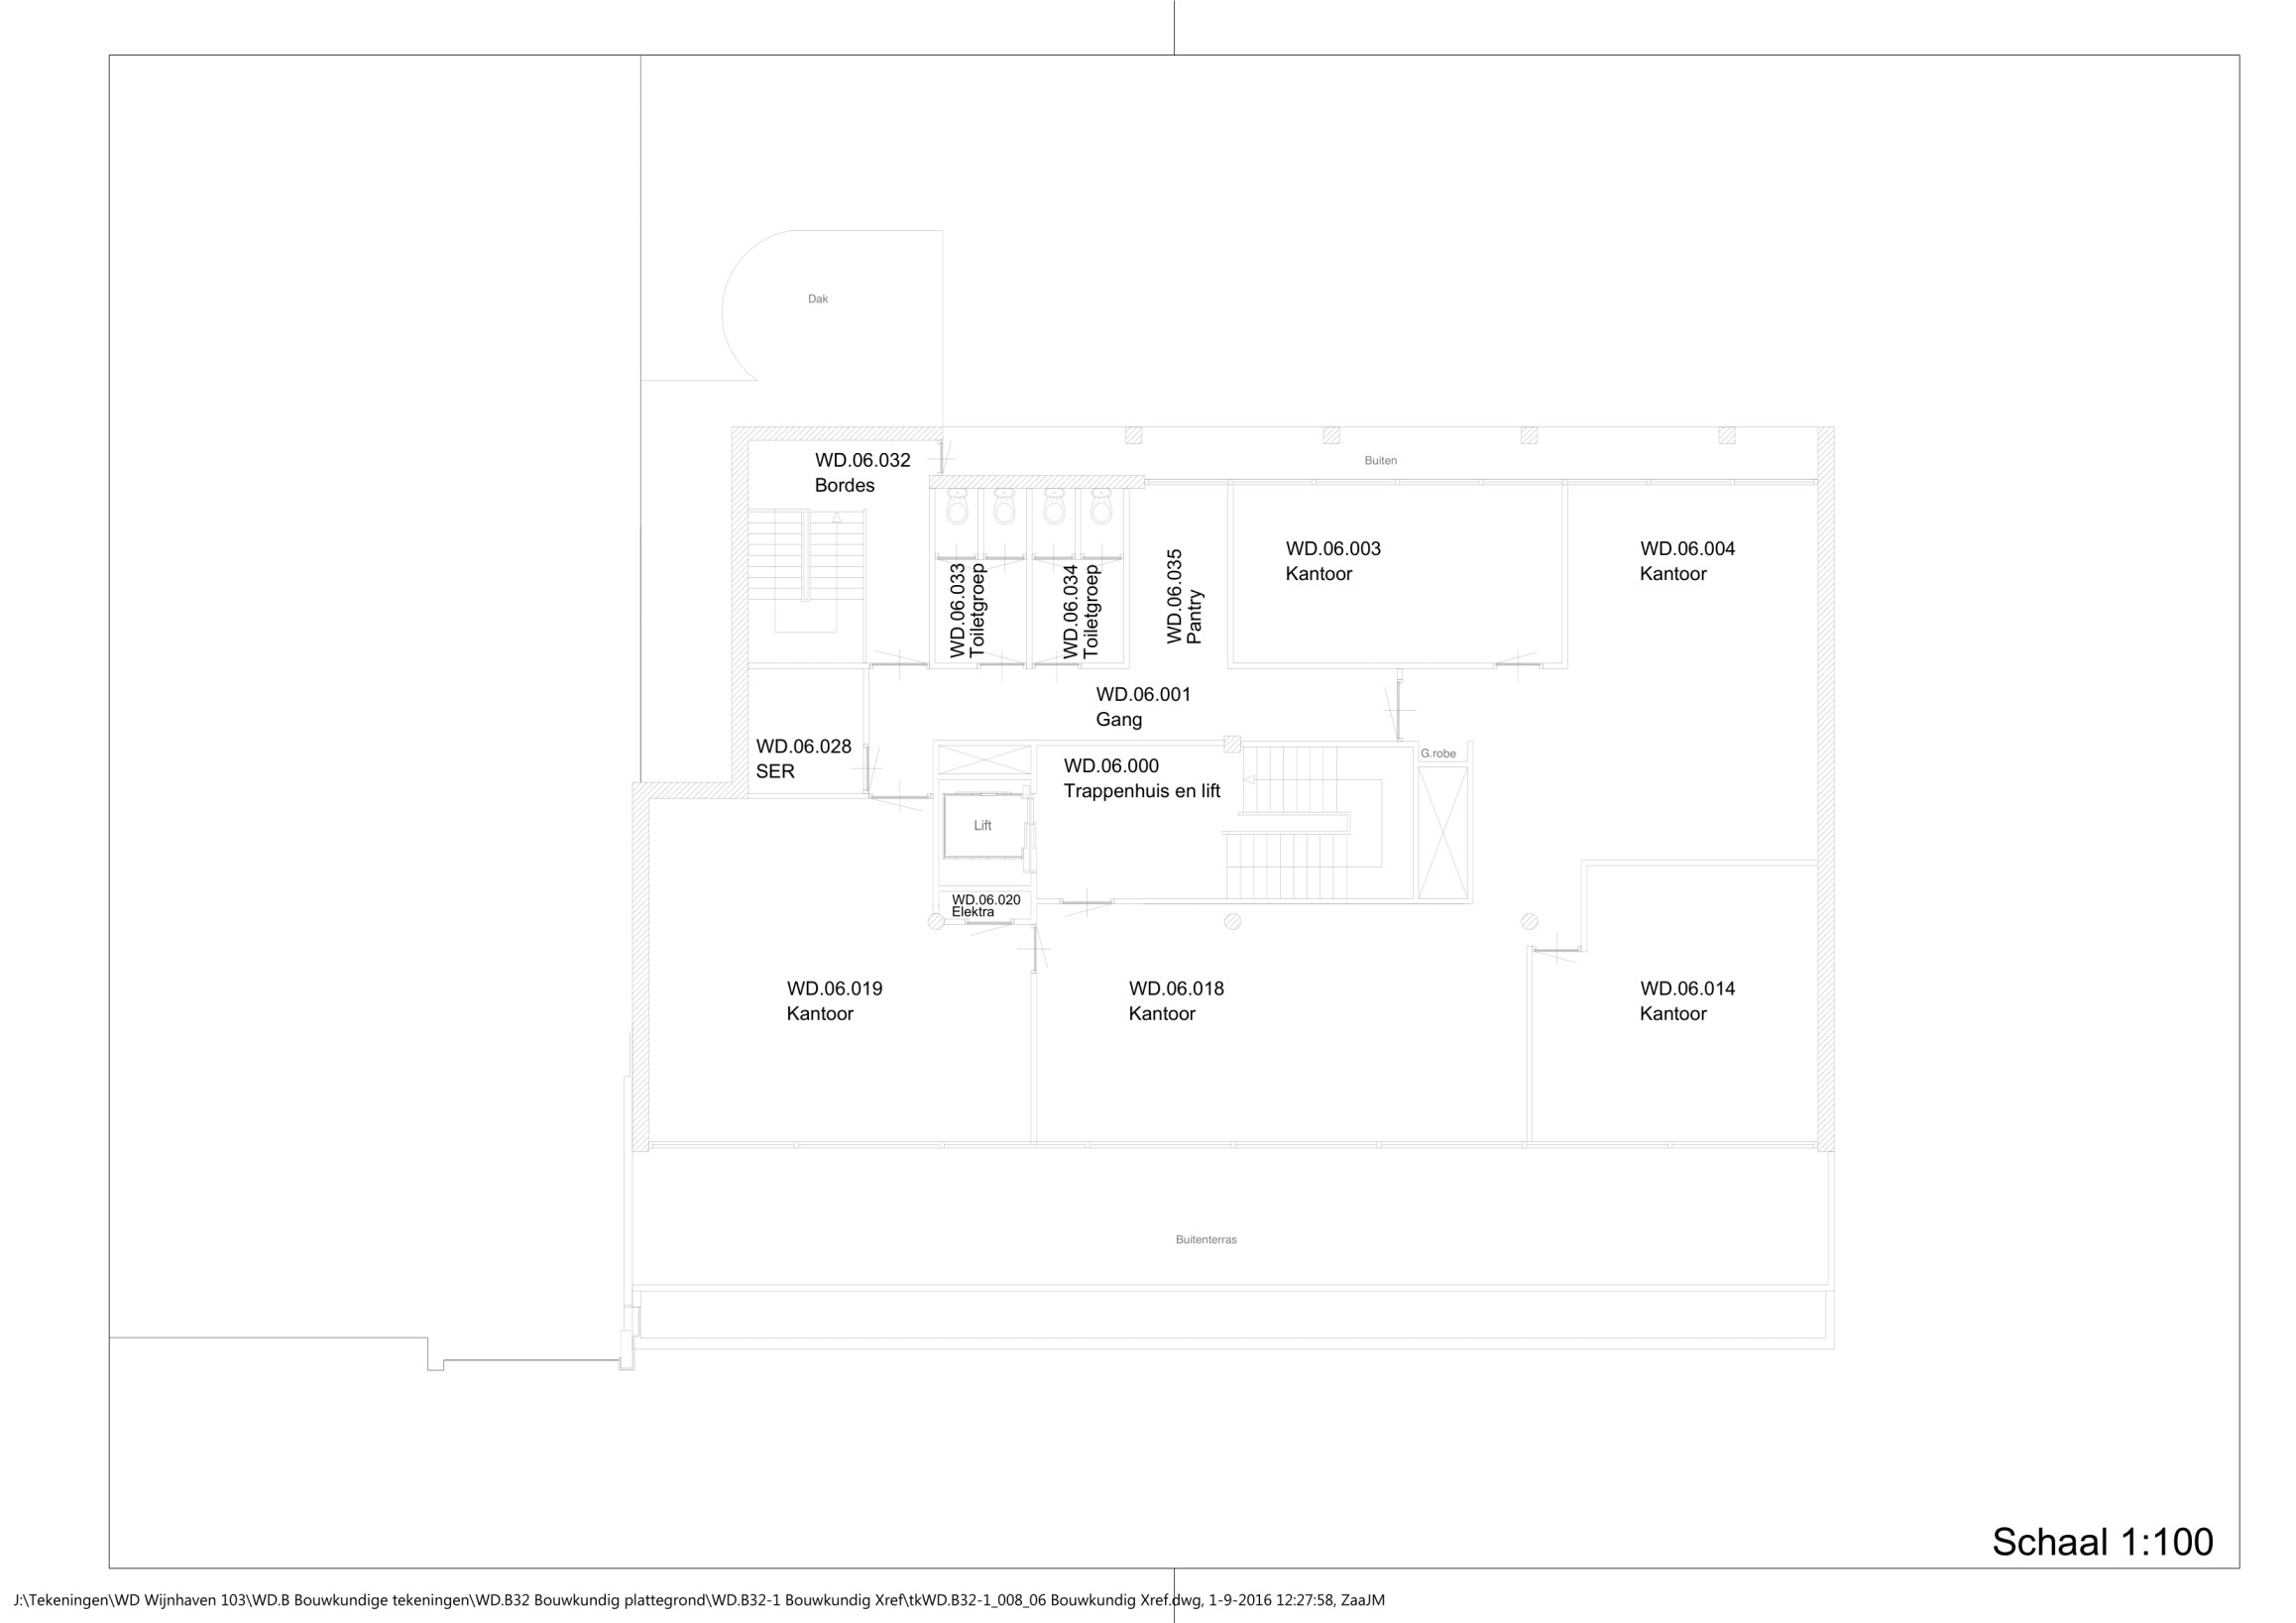 Dak
WD.06.032
Bordes
Buiten
WD.06.033
Toiletgroep
WD.06.034
Toiletgroep
WD.06.035
Pantry
WD.06.003
Kantoor
WD.06.004
Kantoor
WD.06.001
Gang
WD.06.028
SER
WD.06.000
Trappenhuis en lift
G.robe
Lift
WD.06.020
Elektra
WD.06.019
Kantoor
WD.06.018
Kantoor
WD.06.014
Kantoor
Buitenterras
Schaal 1:100
J:\Tekeningen\WD Wijnhaven 103\WD.B Bouwkundige tekeningen\WD.B32 Bouwkundig plattegrond\WD.B32-1 Bouwkundig Xref\tkWD.B32-1_008_06 Bouwkundig Xref.dwg, 1-9-2016 12:27:58, ZaaJM